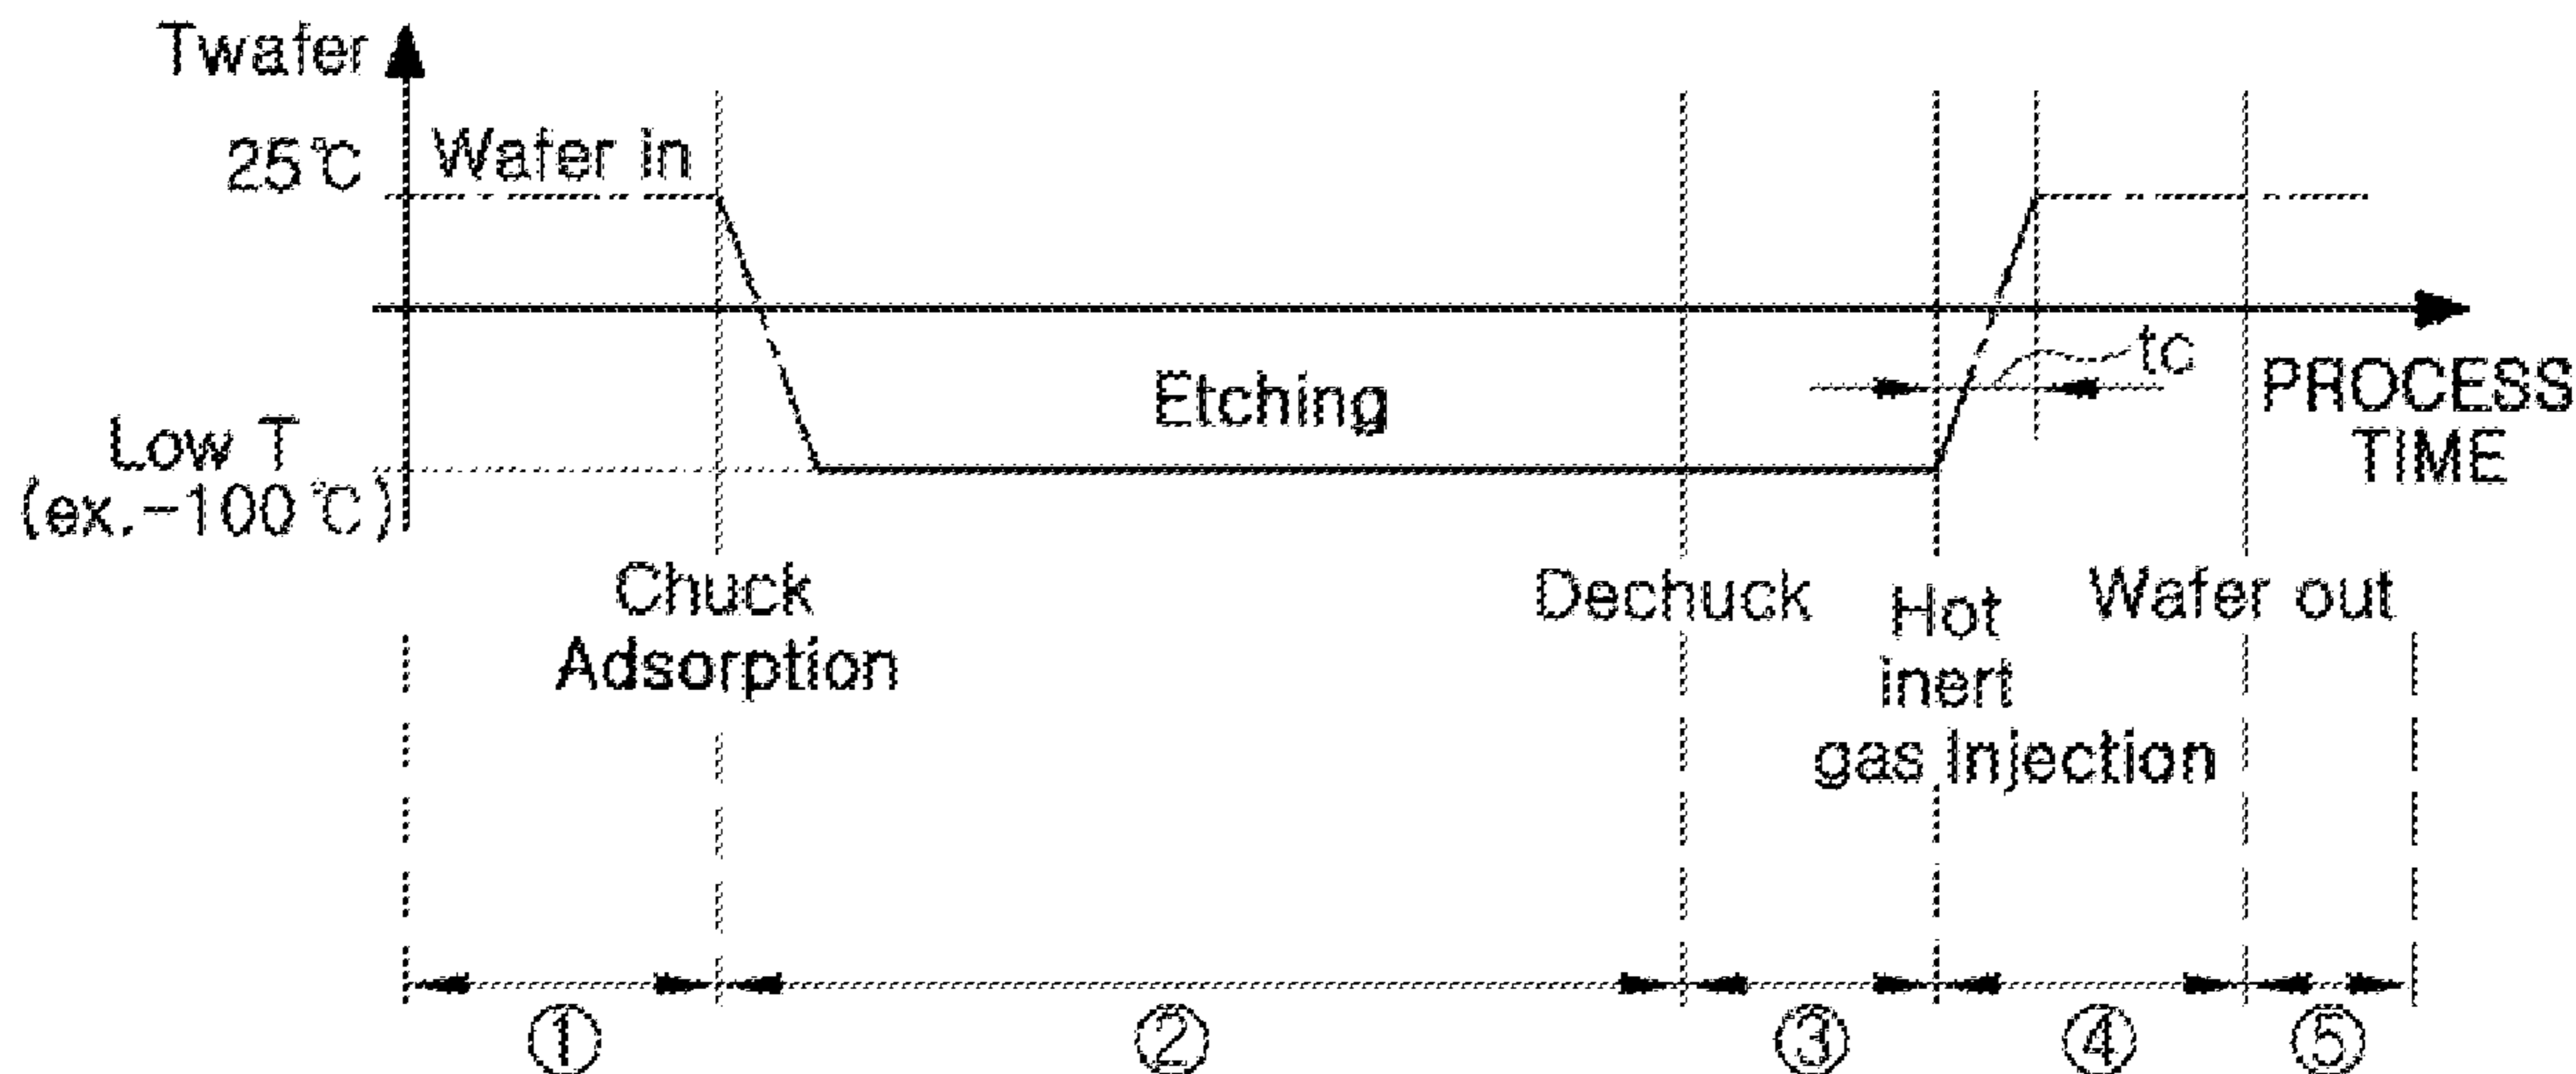 Twafer
25℃
Wafer in
Etching
tc
PROCESS
TIME
Low T
(ex.-100℃)
Chuck
Adsorption
Dechuck
Hot
inert
gas Injection
Wafer out
①
②
③
④
⑤